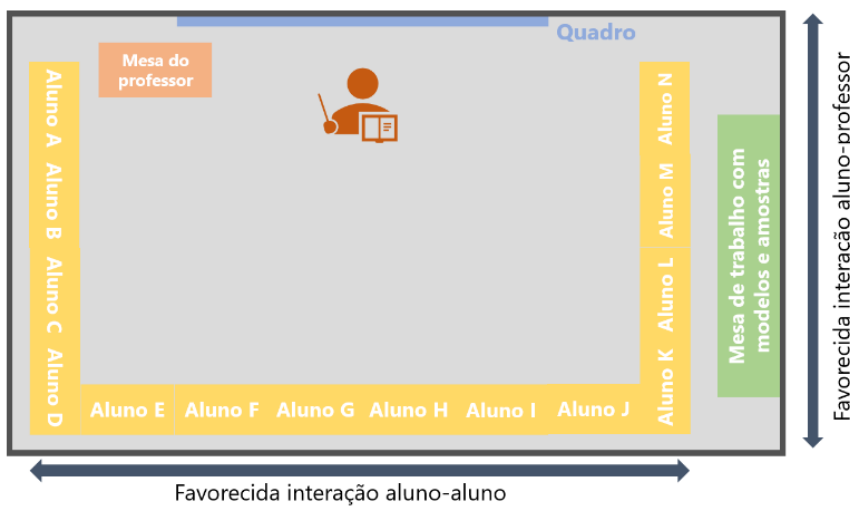 Quadro
Mesa do
professor
Aluno A
Aluno B
Aluno C
Aluno D
Aluno E
Aluno F
Aluno G
Aluno H
Aluno I
Aluno J
Aluno K
Aluno L
Aluno M
Aluno N
Mesa de trabalho com
modelos e amostras
Favorecida interação aluno-professor
Favorecida interação aluno-aluno